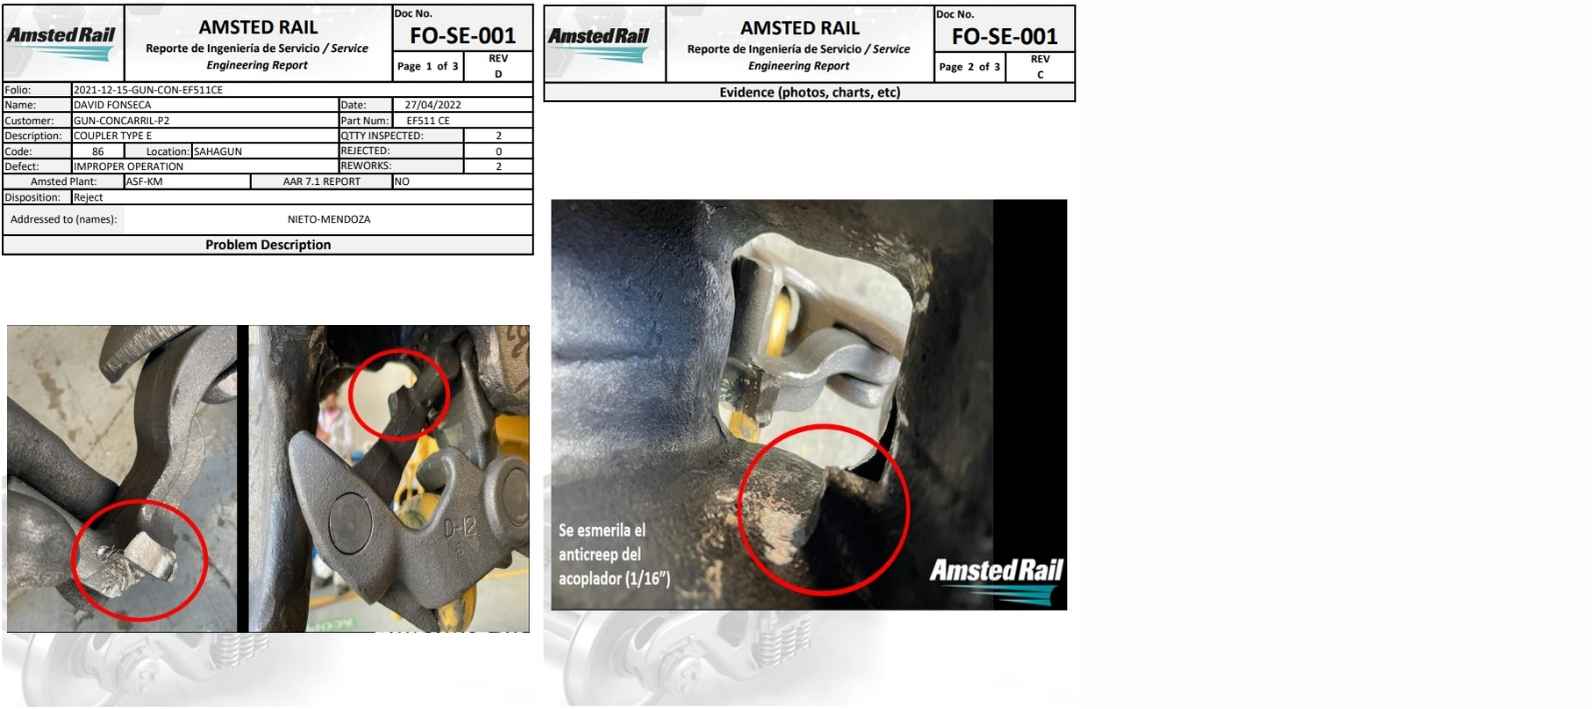 Amsted Rail
AMSTED RAIL
Reporte de Ingeniería de Servicio / Service
Engineering Report
Doc No.
FO-SE-001
Page 1 of 3
REV
D
Folio: 2021-12-15-GUN-CON-EF511CE
Name: DAVID FONSECA Date: 27/04/2022
Customer: GUN-CONCARRIL-P2 Part Num: EF511 CE
Description: COUPLER TYPE E QTTY INSPECTED: 2
Code: 86 Location: SAHAGUN REJECTED: 0
Defect: IMPROPER OPERATION REWORKS: 2
Amsted Plant: ASF-KM AAR 7.1 REPORT NO
Disposition: Reject
Addressed to (names): NIETO-MENDOZA
Problem Description
D-12
Amsted Rail
AMSTED RAIL
Reporte de Ingeniería de Servicio / Service
Engineering Report
Doc No.
FO-SE-001
Page 2 of 3
REV
C
Evidence (photos, charts, etc)
Se esmerila el
anticreep del
acoplador (1/16")
Amsted Rail